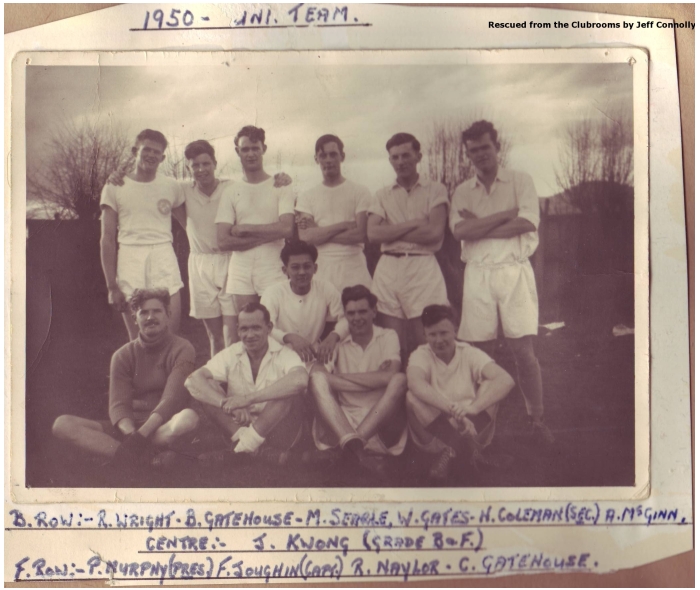 1950 - JNI. TEAM.
Rescued from the Clubrooms by Jeff Connolly
B. ROW:- R. WRIGHT - B. GATEHOUSE - M. SEARLE, W. GATES - H. COLEMAN (SEC.) A. McGINN.
CENTRE:- J. KWONG (GRADE B & F.)
F. ROW:- P. MURPHY (PRES) F. JOUGHIN (CAPT.) R. NAYLOR - C. GATEHOUSE.